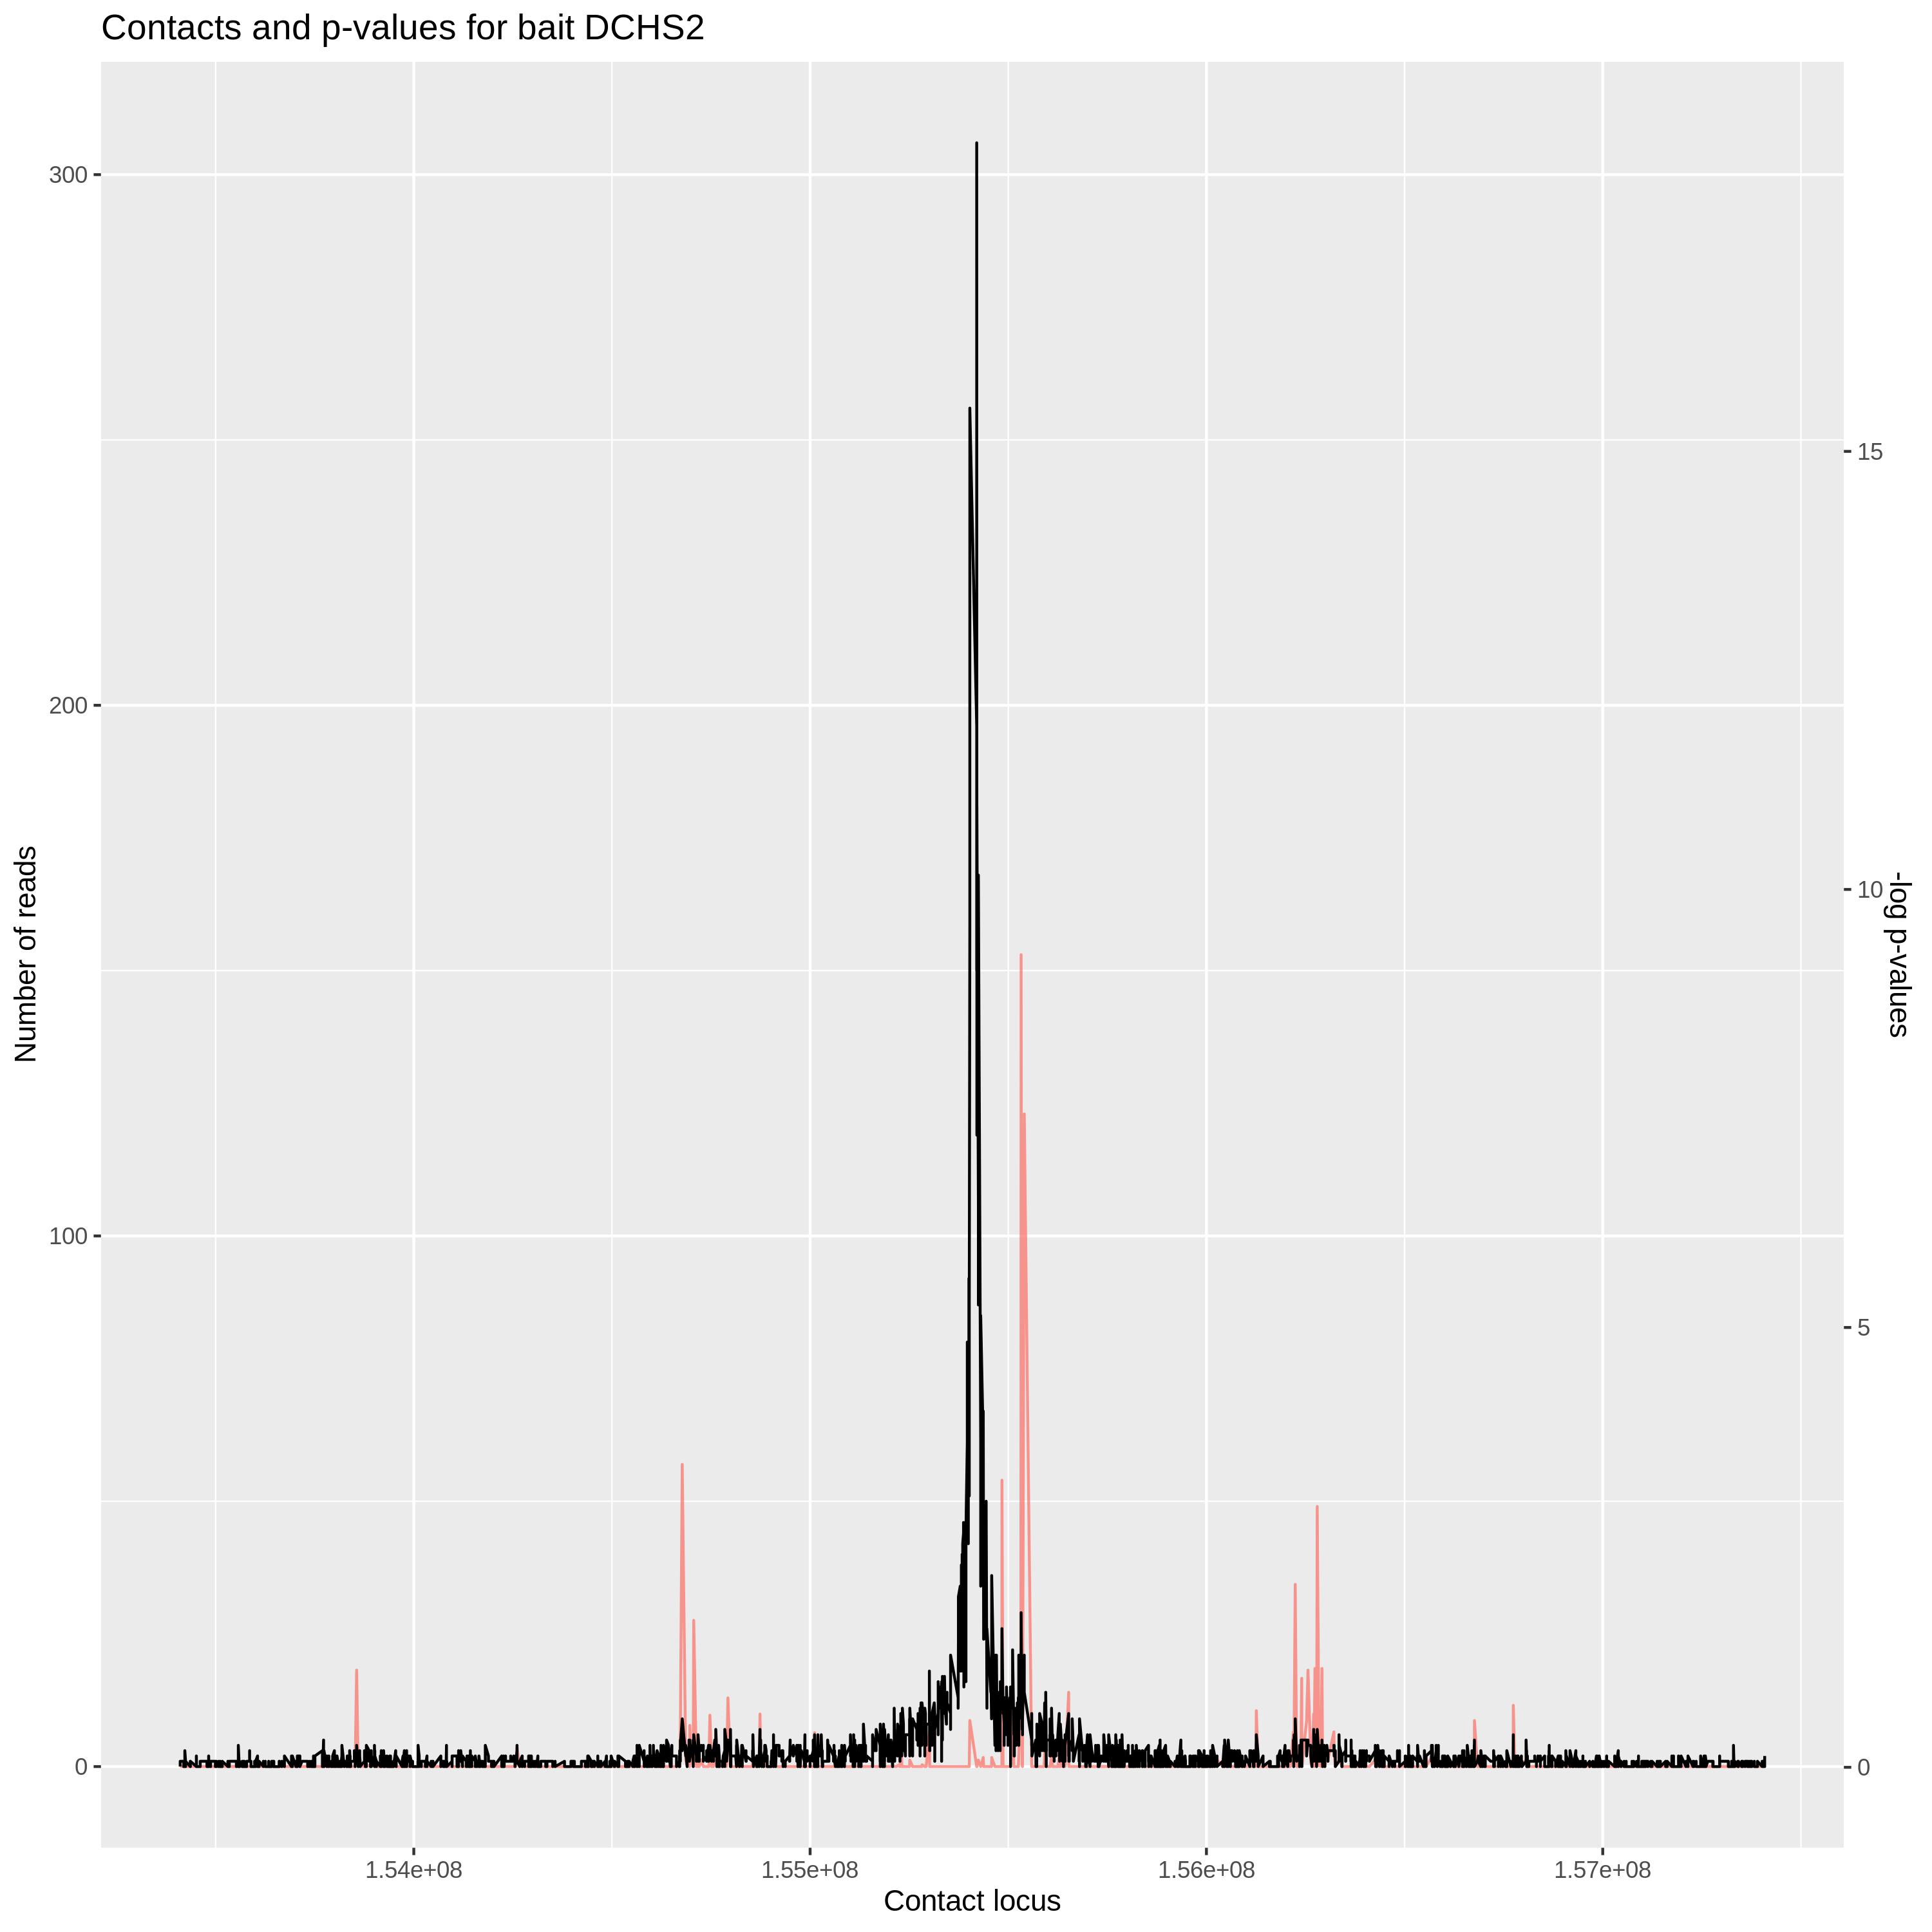 Contacts and p-values for bait DCHS2
300
200
100
0
Number of reads
15
10
5
0
-log p-values
1.54e+08 1.55e+08 1.56e+08 1.57e+08
Contact locus